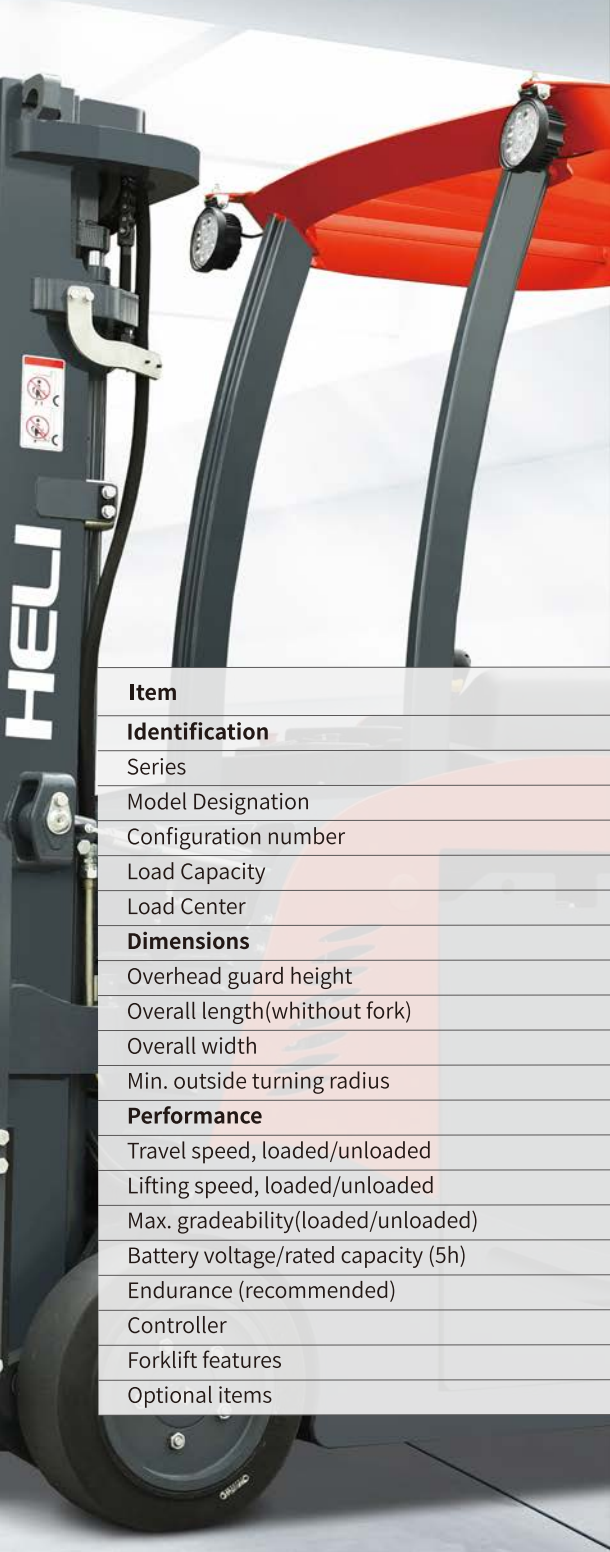 HELI
Item
Identification
Series
Model Designation
Configuration number
Load Capacity
Load Center
Dimensions
Overhead guard height
Overall length(whithout fork)
Overall width
Min. outside turning radius
Performance
Travel speed, loaded/unloaded
Lifting speed, loaded/unloaded
Max. gradeability(loaded/unloaded)
Battery voltage/rated capacity (5h)
Endurance (recommended)
Controller
Forklift features
Optional items